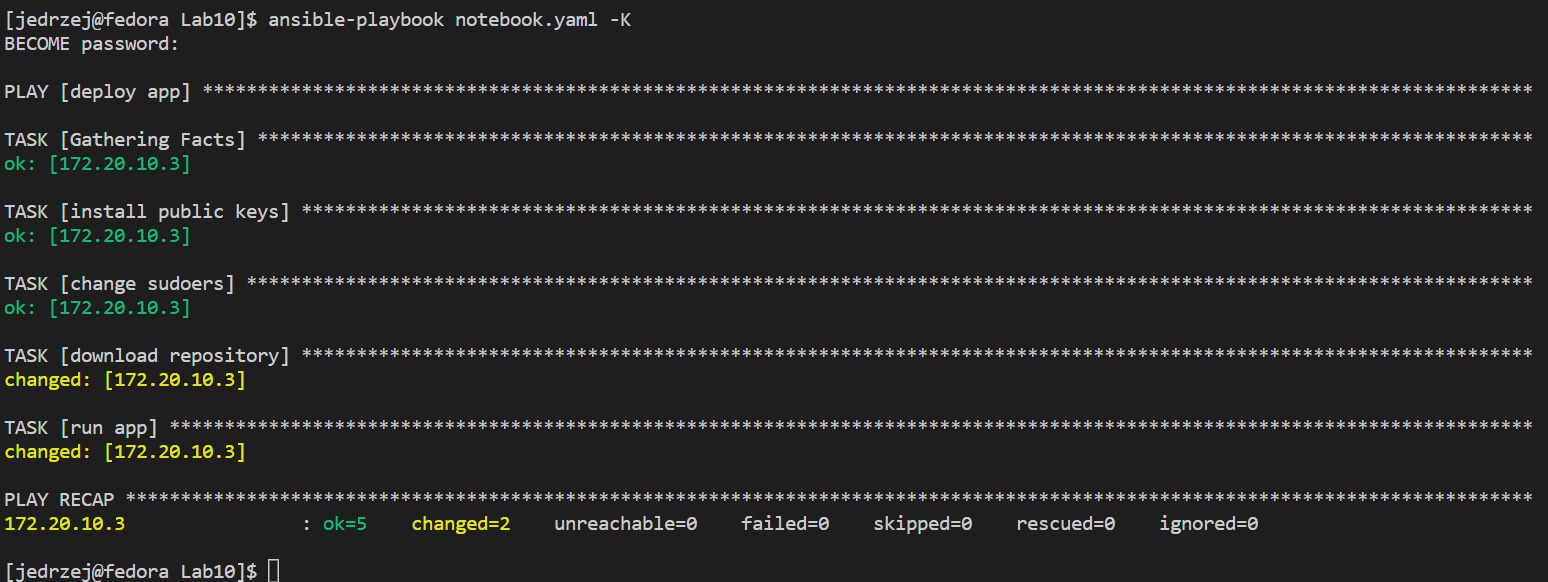 [jedrzej@fedora Lab10]$ ansible-playbook notebook.yaml -K
BECOME password:
PLAY [deploy app] *************************************************************************************************************************
TASK [Gathering Facts] ********************************************************************************************************************
ok: [172.20.10.3]
TASK [install public keys] ****************************************************************************************************************
ok: [172.20.10.3]
TASK [change sudoers] *********************************************************************************************************************
ok: [172.20.10.3]
TASK [download repository] ****************************************************************************************************************
changed: [172.20.10.3]
TASK [run app] ****************************************************************************************************************************
changed: [172.20.10.3]
PLAY RECAP ********************************************************************************************************************************
172.20.10.3                : ok=5    changed=2    unreachable=0    failed=0    skipped=0    rescued=0    ignored=0
[jedrzej@fedora Lab10]$